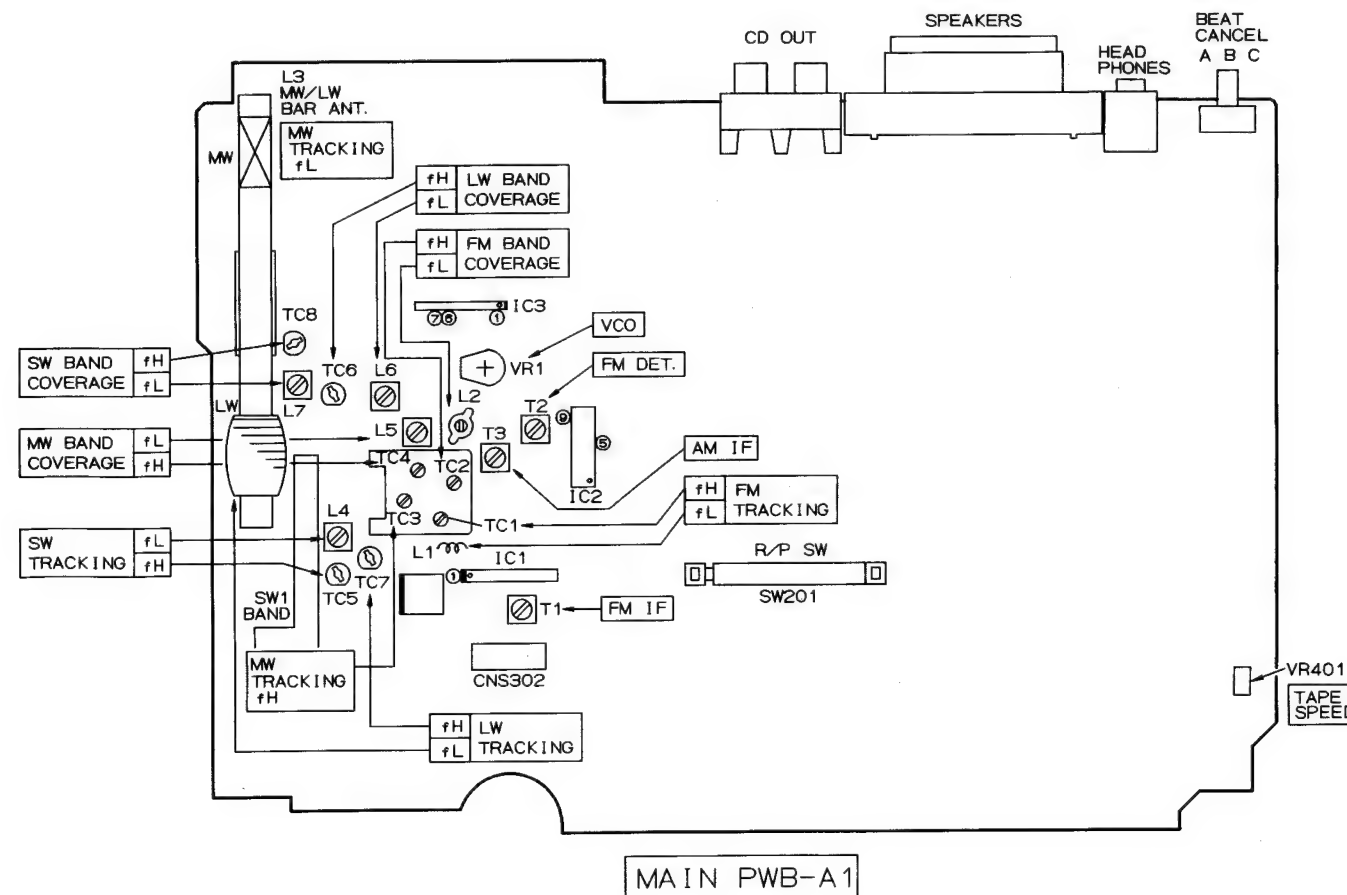 SPEAKERS
BEAT
CANCEL
A B C
CD OUT
HEAD
PHONES
L3
MW/LW
BAR ANT.
MW
TRACKING
fL
MW
fH LW BAND
fL COVERAGE
fH FM BAND
fL COVERAGE
IC3
⑦⑥ ①
TC8
VCO
VR1
SW BAND fH
COVERAGE fL
TC6
L6
FM DET.
L7
L2
T2
LW
⑨
⑤
L5
T3
MW BAND fL
COVERAGE fH
AM IF
TC4
TC2
IC2
fH FM
fL TRACKING
TC3
TC1
L4
SW fL
TRACKING fH
L1
IC1
R/P SW
TC7
①
TC5
SW201
SW1
BAND
T1
FM IF
MW
TRACKING
fH
CNS302
VR401
TAPE
SPEED
fH LW
fL TRACKING
MAIN PWB-A1